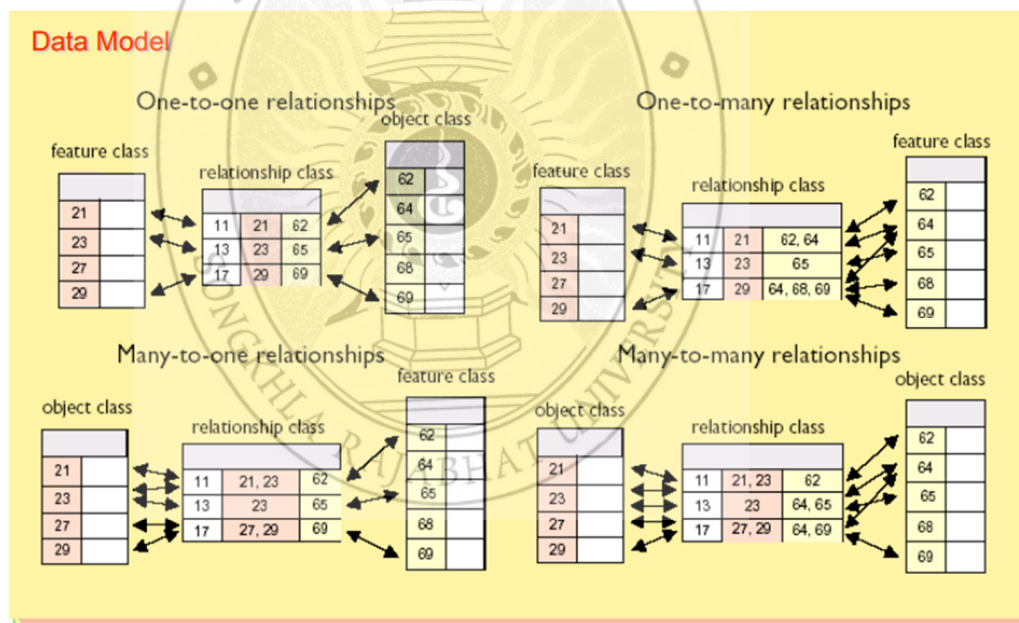 Data Model
One-to-one relationships
object class
feature class
relationship class
21
23
27
29
11 21 62
13 23 65
17 29 69
62
64
65
68
69
One-to-many relationships
feature class
feature class
relationship class
21
23
27
29
11 21 62, 64
13 23 65
17 29 64, 68, 69
62
64
65
68
69
Many-to-one relationships
feature class
object class
relationship class
21
23
27
29
11 21, 23 62
13 23 65
17 27, 29 69
62
64
65
68
69
Many-to-many relationships
object class
object class
relationship class
21
23
27
29
11 21, 23 62
13 23 64, 65
17 27, 29 64, 69
62
64
65
68
69
SONGKHLA RAJABHAT UNIVERSITY